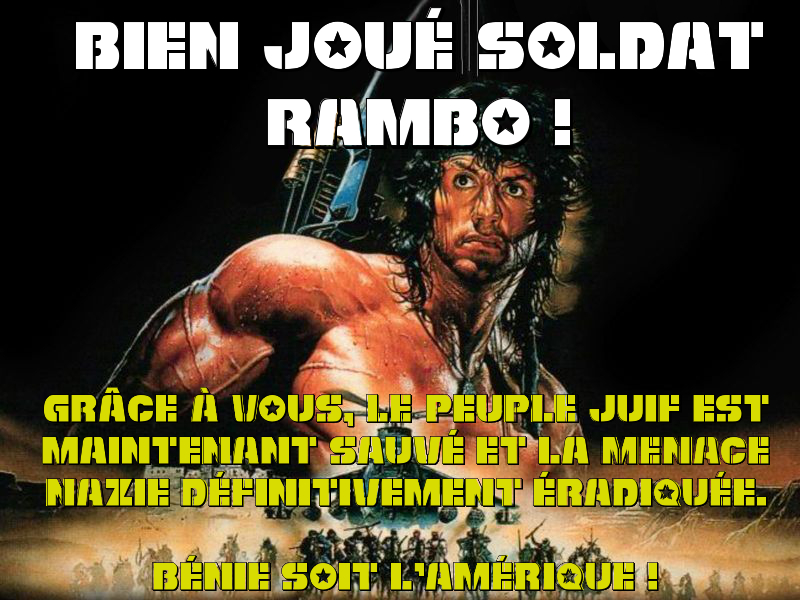 BIEN JOUÉ SOLDAT
RAMBO !
GRÂCE À VOUS, LE PEUPLE JUIF EST
MAINTENANT SAUVÉ ET LA MENACE
NAZIE DÉFINITIVEMENT ÉRADIQUÉE.
BÉNIE SOIT L'AMÉRIQUE !